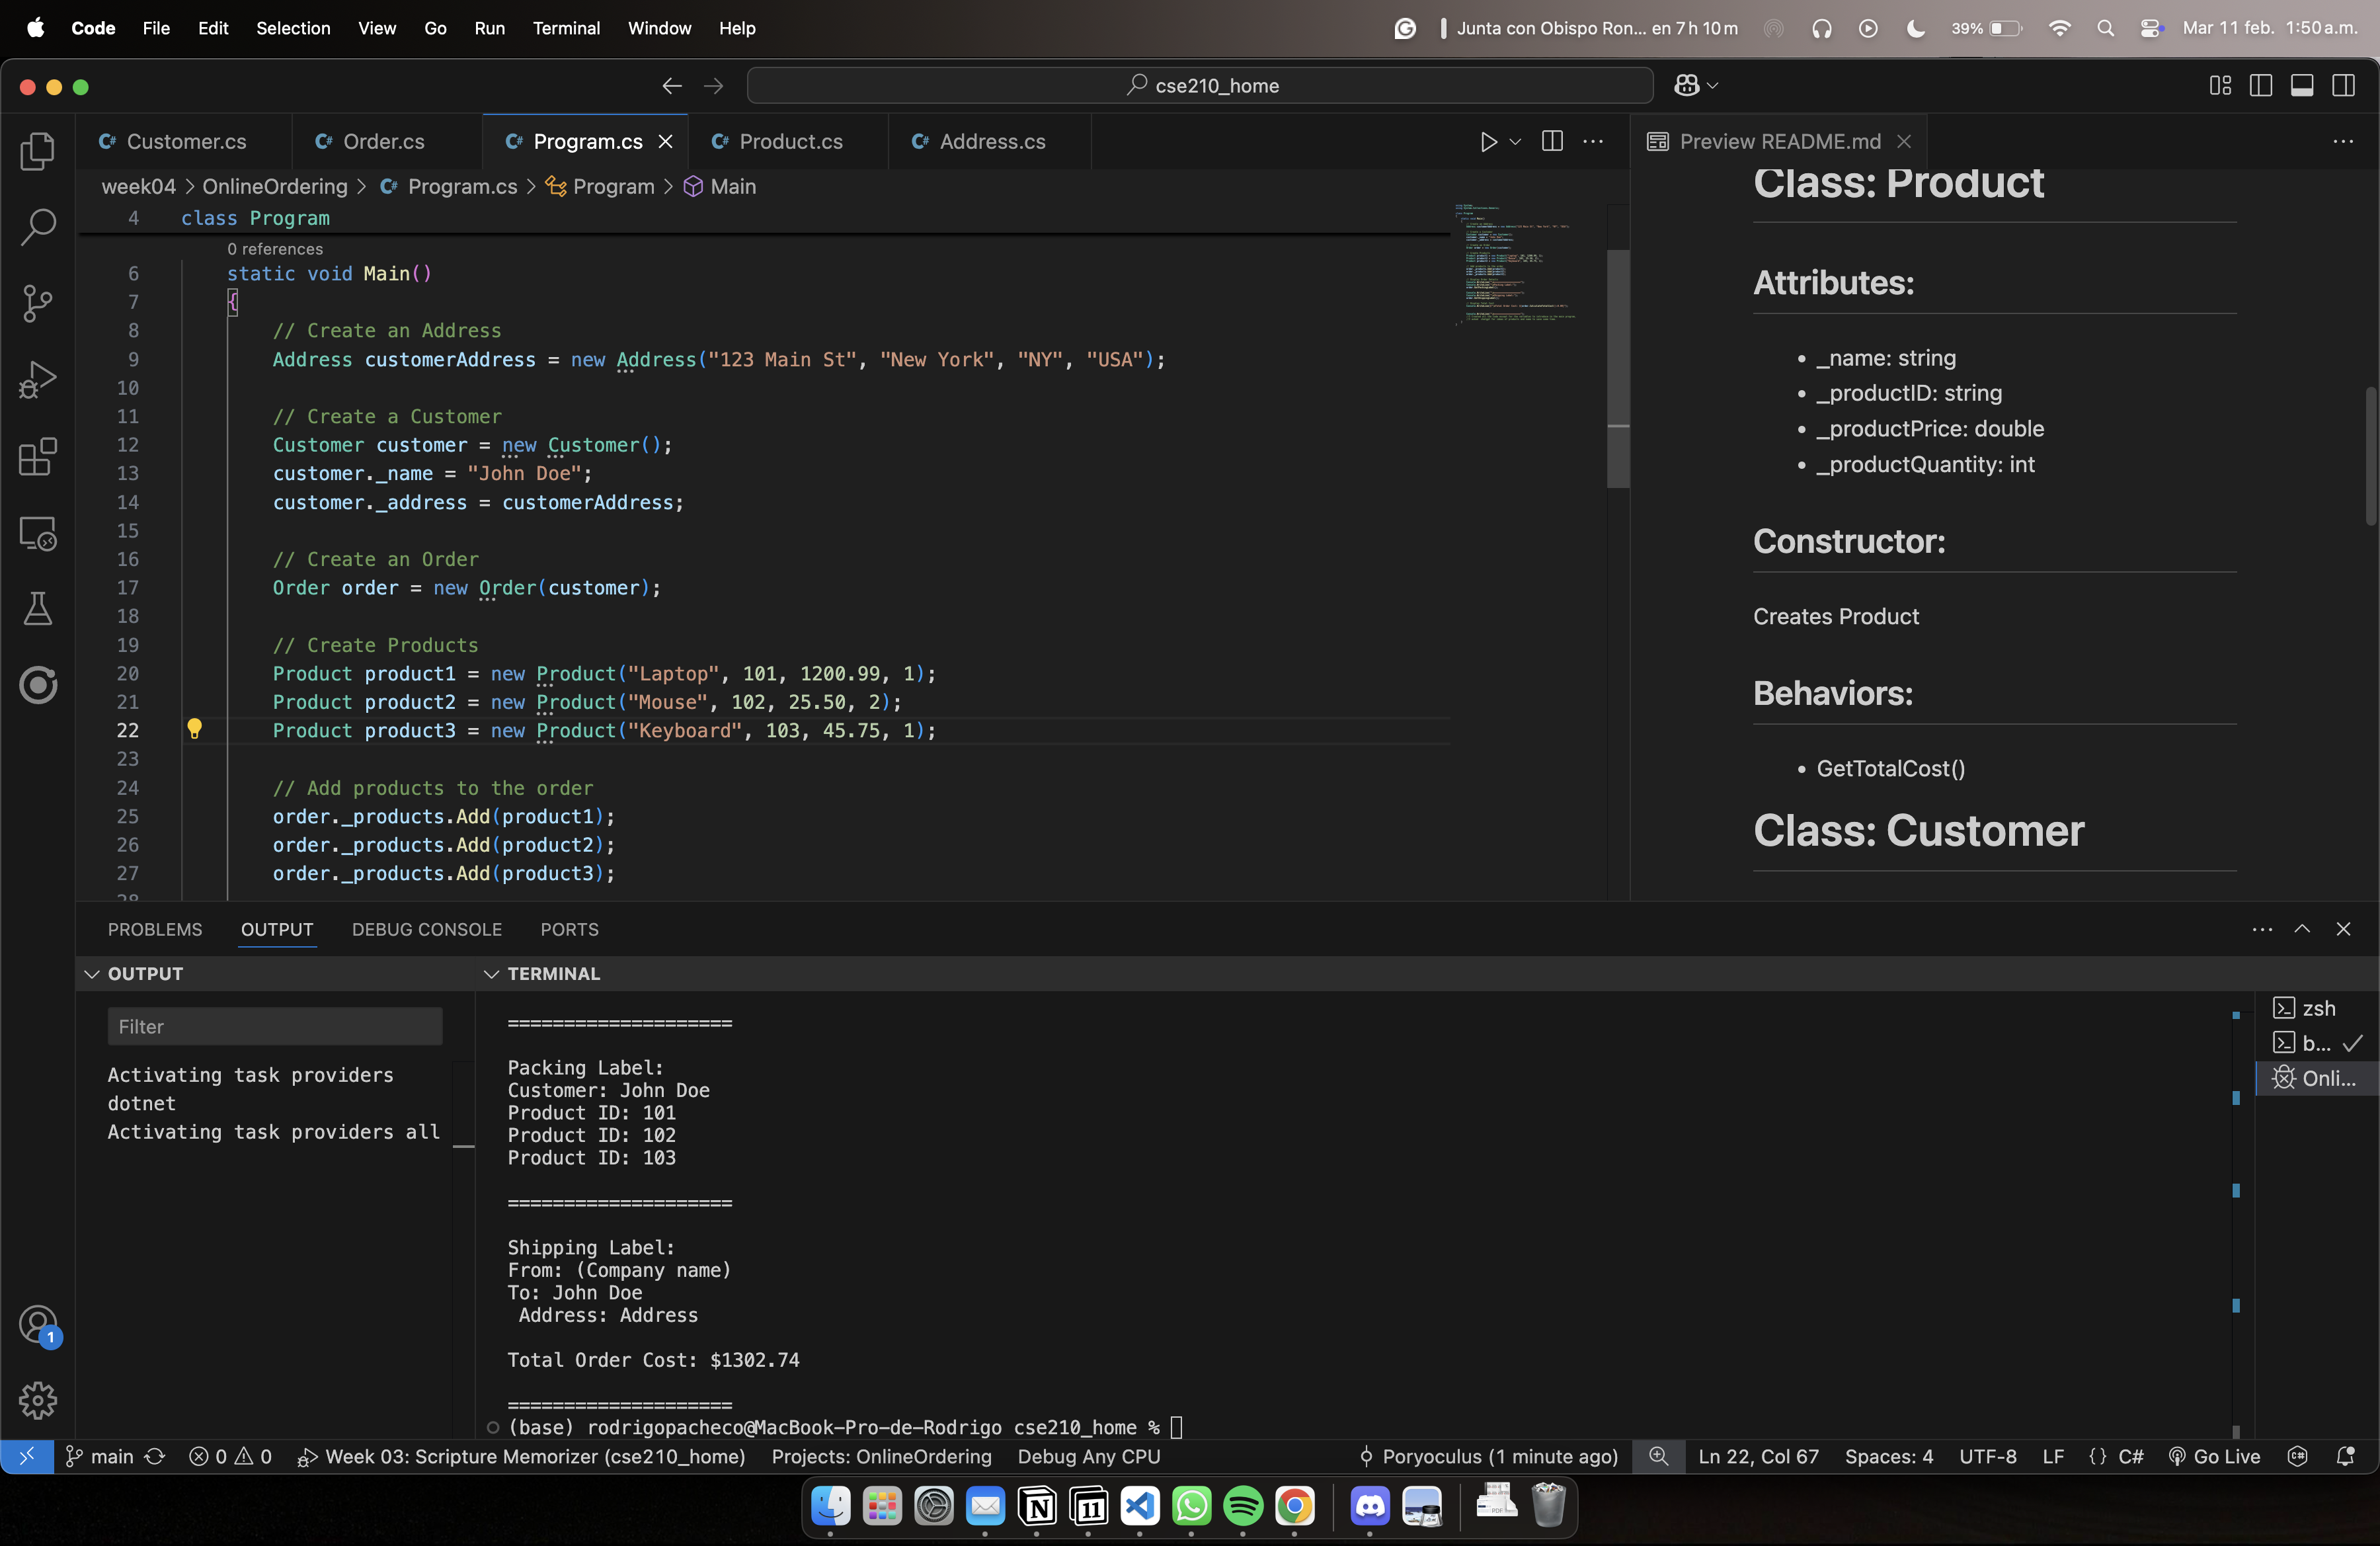 Code File Edit Selection View Go Run Terminal Window Help
Junta con Obispo Ron... en 7 h 10 m 39% Mar 11 feb. 1:50 a.m.
cse210_home
C# Customer.cs C# Order.cs C# Program.cs C# Product.cs C# Address.cs
week04 > OnlineOrdering > C# Program.cs > Program > Main
4 class Program
0 references
6 static void Main()
7 {
8 // Create an Address
9 Address customerAddress = new Address("123 Main St", "New York", "NY", "USA");
10
11 // Create a Customer
12 Customer customer = new Customer();
13 customer._name = "John Doe";
14 customer._address = customerAddress;
15
16 // Create an Order
17 Order order = new Order(customer);
18
19 // Create Products
20 Product product1 = new Product("Laptop", 101, 1200.99, 1);
21 Product product2 = new Product("Mouse", 102, 25.50, 2);
22 Product product3 = new Product("Keyboard", 103, 45.75, 1);
23
24 // Add products to the order
25 order._products.Add(product1);
26 order._products.Add(product2);
27 order._products.Add(product3);
28
Preview README.md
Class: Product
Attributes:
• _name: string
• _productID: string
• _productPrice: double
• _productQuantity: int
Constructor:
Creates Product
Behaviors:
• GetTotalCost()
Class: Customer
PROBLEMS OUTPUT DEBUG CONSOLE PORTS
OUTPUT
Filter
Activating task providers
dotnet
Activating task providers all
TERMINAL
====================
Packing Label:
Customer: John Doe
Product ID: 101
Product ID: 102
Product ID: 103
====================
Shipping Label:
From: (Company name)
To: John Doe
Address: Address
Total Order Cost: $1302.74
====================
(base) rodrigopacheco@MacBook-Pro-de-Rodrigo cse210_home %
zsh
b...
Onli...
1
main 0 0 Week 03: Scripture Memorizer (cse210_home) Projects: OnlineOrdering Debug Any CPU Poryoculus (1 minute ago) Ln 22, Col 67 Spaces: 4 UTF-8 LF {} C# Go Live
N 11 PDF